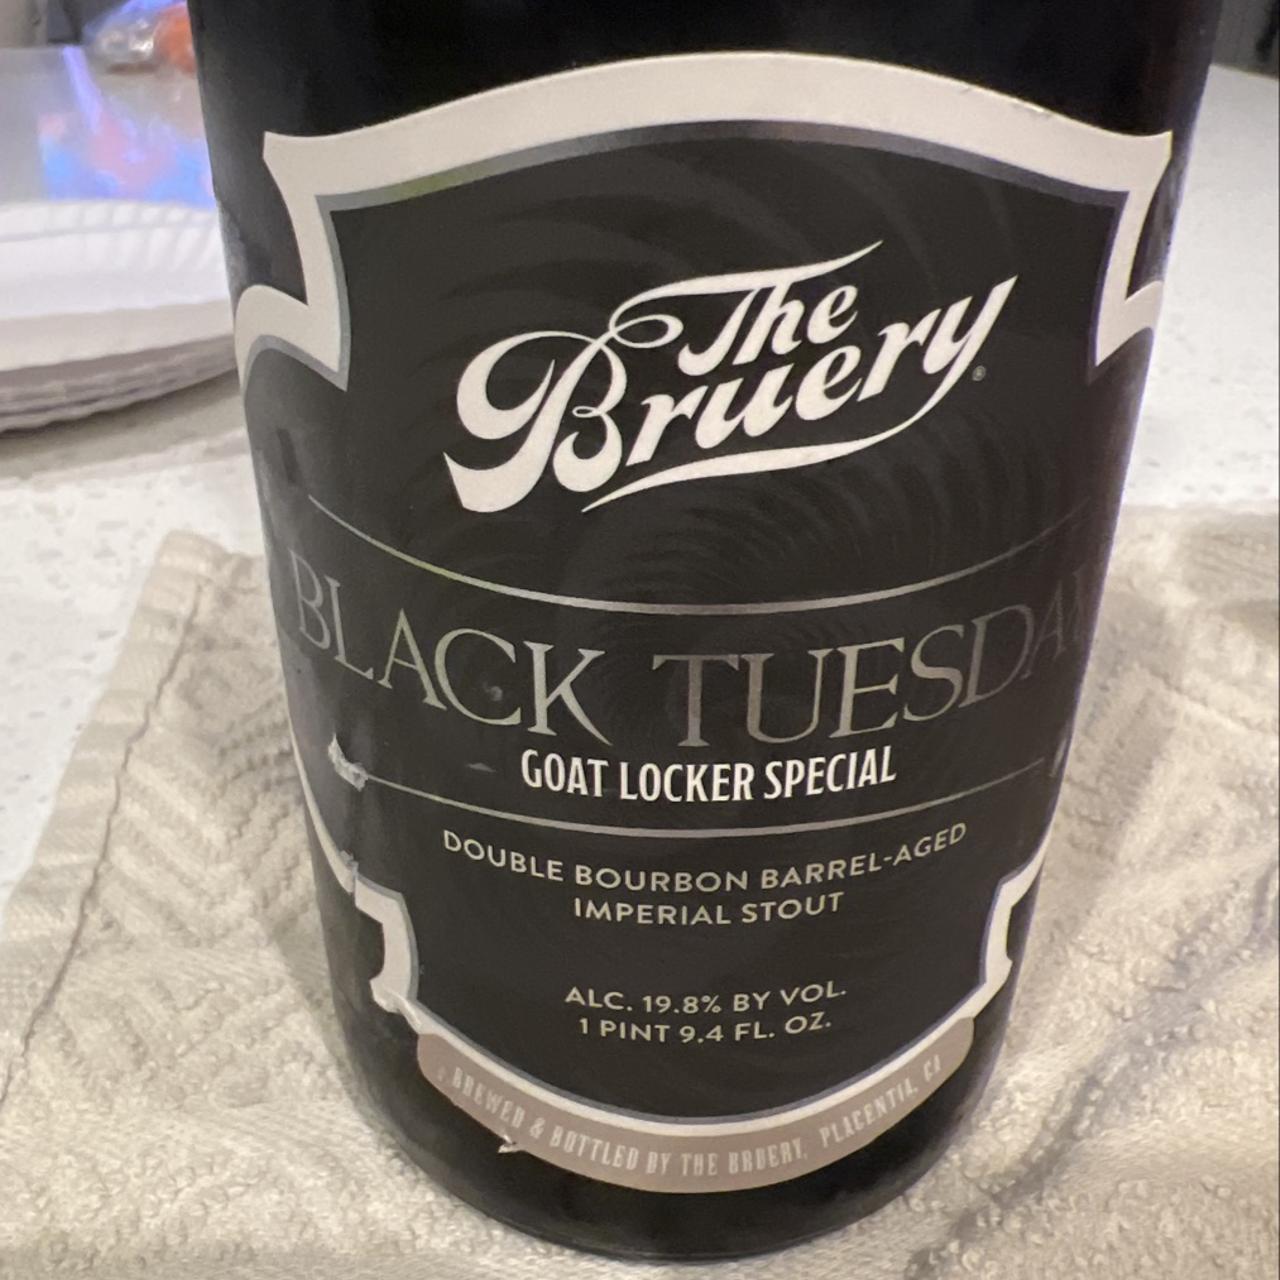 The
Bruery®
BLACK TUESDAY
GOAT LOCKER SPECIAL
DOUBLE BOURBON BARREL-AGED
IMPERIAL STOUT
ALC. 19.8% BY VOL.
1 PINT 9.4 FL. OZ.
BREWED & BOTTLED BY THE BRUERY, PLACENTIA, CA